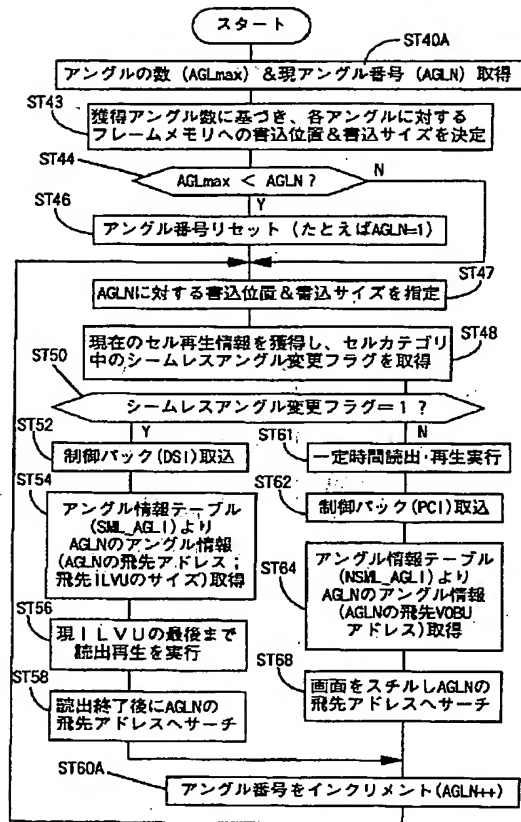 スタート
ST40A
アングルの数(AGLmax)&現アングル番号(AGLN)取得
ST43
獲得アングル数に基づき、各アングルに対する
フレームメモリへの書込位置&書込サイズを決定
ST44
AGLmax < AGLN?
N
Y
ST46
アングル番号リセット(たとえばAGLN=1)
ST47
AGLNに対する書込位置&書込サイズを指定
ST48
現在のセル再生情報を獲得し、セルカテゴリ
中のシームレスアングル変更フラグを取得
ST50
シームレスアングル変更フラグ=1?
Y
N
ST52
制御パック(DSI)取込
ST54
アングル情報テーブル
(SML_AGLI)より
AGLNのアングル情報
(AGLNの飛先アドレス;
飛先ILVUのサイズ)取得
ST56
現ILVUの最後まで
読出再生を実行
ST58
読出終了後にAGLNの
飛先アドレスへサーチ
ST61
一定時間読出・再生実行
ST62
制御パック(PCI)取込
ST64
アングル情報テーブル
(NSML_AGLI)より
AGLNのアングル情報
(AGLNの飛先VOBU
アドレス)取得
ST68
画面をスチルしAGLNの
飛先アドレスへサーチ
ST60A
アングル番号をインクリメント(AGLN++)